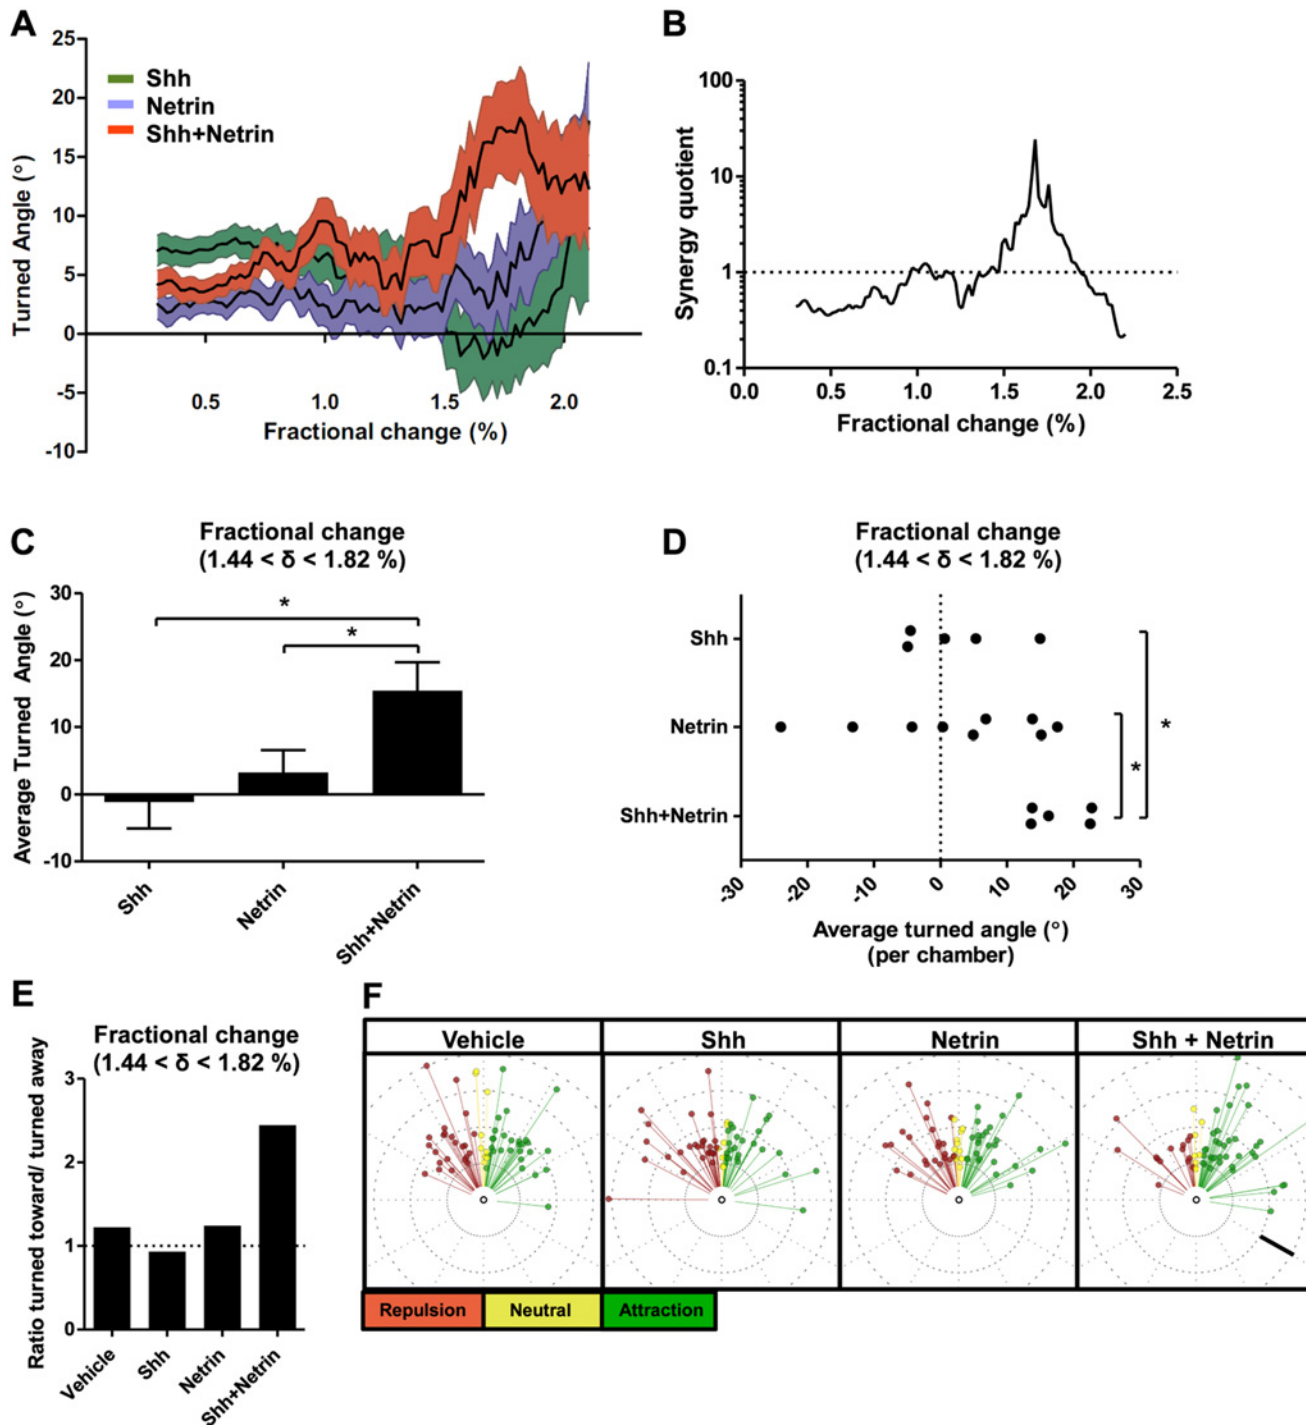 A
25
20
15
10
5
0
-5
-10
Turned Angle (°)
Shh
Netrin
Shh+Netrin
0.5
1.0
1.5
2.0
Fractional change (%)
B
100
10
1
0.1
Synergy quotient
0.0
0.5
1.0
1.5
2.0
2.5
Fractional change (%)
C
Fractional change
(1.44 < δ < 1.82 %)
30
20
10
0
-10
Average Turned Angle (°)
*
*
Shh
Netrin
Shh+Netrin
D
Fractional change
(1.44 < δ < 1.82 %)
Shh
Netrin
Shh+Netrin
*
*
-30
-20
-10
0
10
20
30
Average turned angle (°)
(per chamber)
E
Fractional change
(1.44 < δ < 1.82 %)
3
2
1
0
Ratio turned toward/ turned away
Vehicle
Shh
Netrin
Shh+Netrin
F
Vehicle
Shh
Netrin
Shh + Netrin
Repulsion
Neutral
Attraction